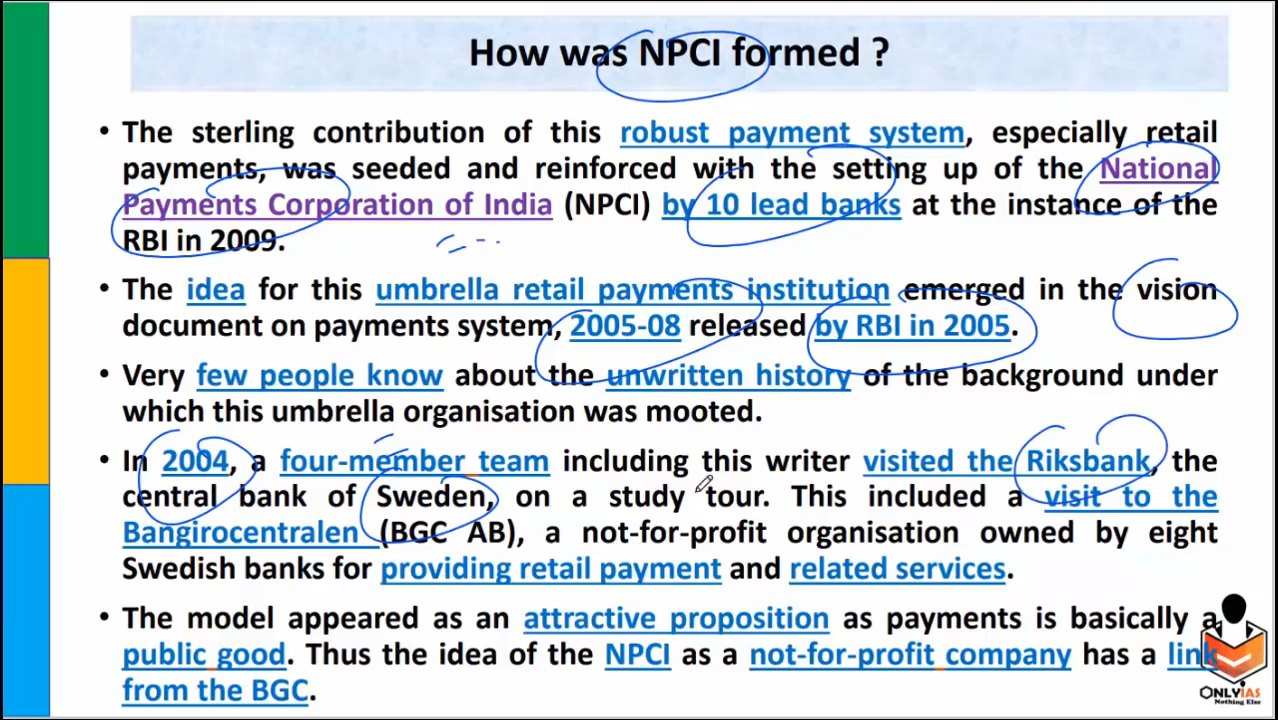 How was NPCI formed ?
• The sterling contribution of this robust payment system, especially retail
payments, was seeded and reinforced with the setting up of the National
Payments Corporation of India (NPCI) by 10 lead banks at the instance of the
RBI in 2009.
• The idea for this umbrella retail payments institution emerged in the vision
document on payments system, 2005-08 released by RBI in 2005.
• Very few people know about the unwritten history of the background under
which this umbrella organisation was mooted.
• In 2004, a four-member team including this writer visited the Riksbank, the
central bank of Sweden, on a study tour. This included a visit to the
Bangirocentralen (BGC AB), a not-for-profit organisation owned by eight
Swedish banks for providing retail payment and related services.
• The model appeared as an attractive proposition as payments is basically a
public good. Thus the idea of the NPCI as a not-for-profit company has a link
from the BGC.
ONLYIAS
Nothing Else